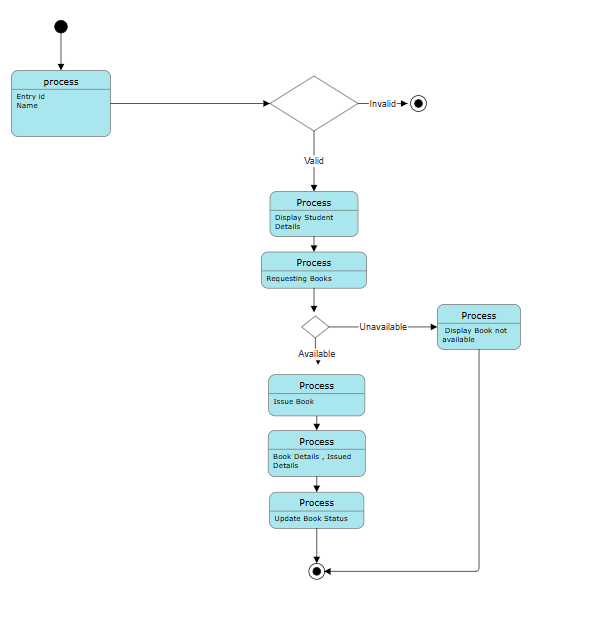 process
Entry id
Name
Invalid
Valid
Process
Display Student
Details
Process
Requesting Books
Unavailable
Process
Display Book not
available
Available
Process
Issue Book
Process
Book Details , Issued
Details
Process
Update Book Status